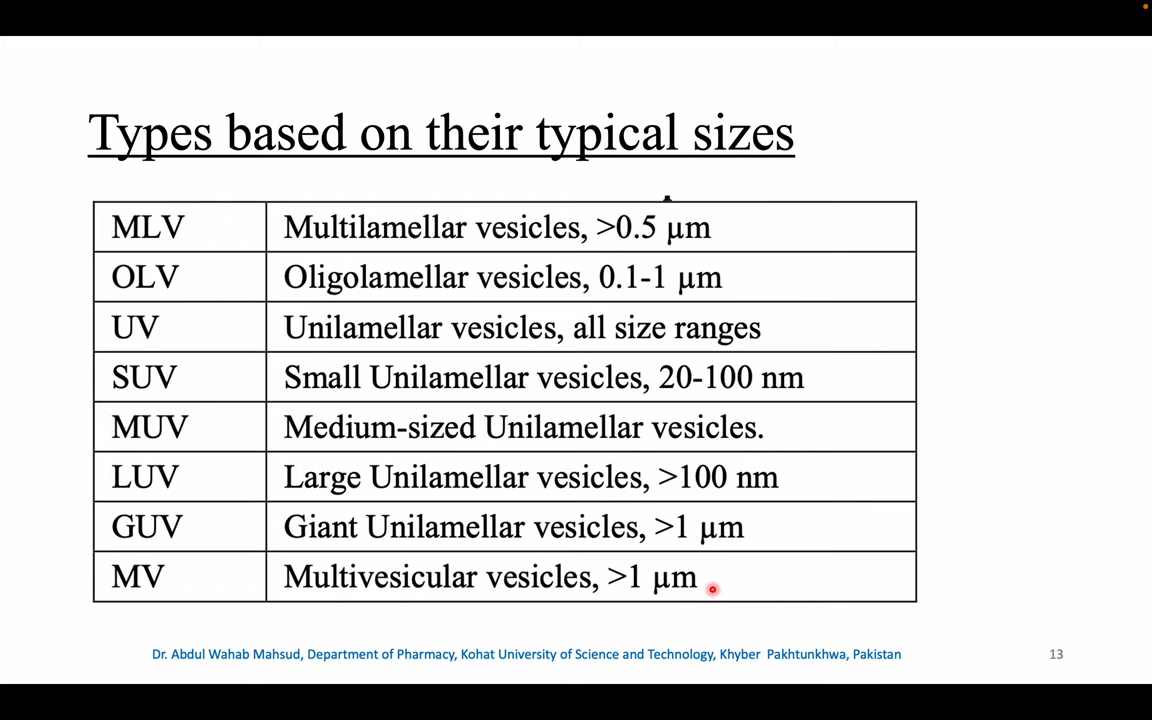 Types based on their typical sizes
MLV Multilamellar vesicles, >0.5 µm
OLV Oligolamellar vesicles, 0.1-1 µm
UV Unilamellar vesicles, all size ranges
SUV Small Unilamellar vesicles, 20-100 nm
MUV Medium-sized Unilamellar vesicles.
LUV Large Unilamellar vesicles, >100 nm
GUV Giant Unilamellar vesicles, >1 µm
MV Multivesicular vesicles, >1 µm
Dr. Abdul Wahab Mahsud, Department of Pharmacy, Kohat University of Science and Technology, Khyber Pakhtunkhwa, Pakistan 13